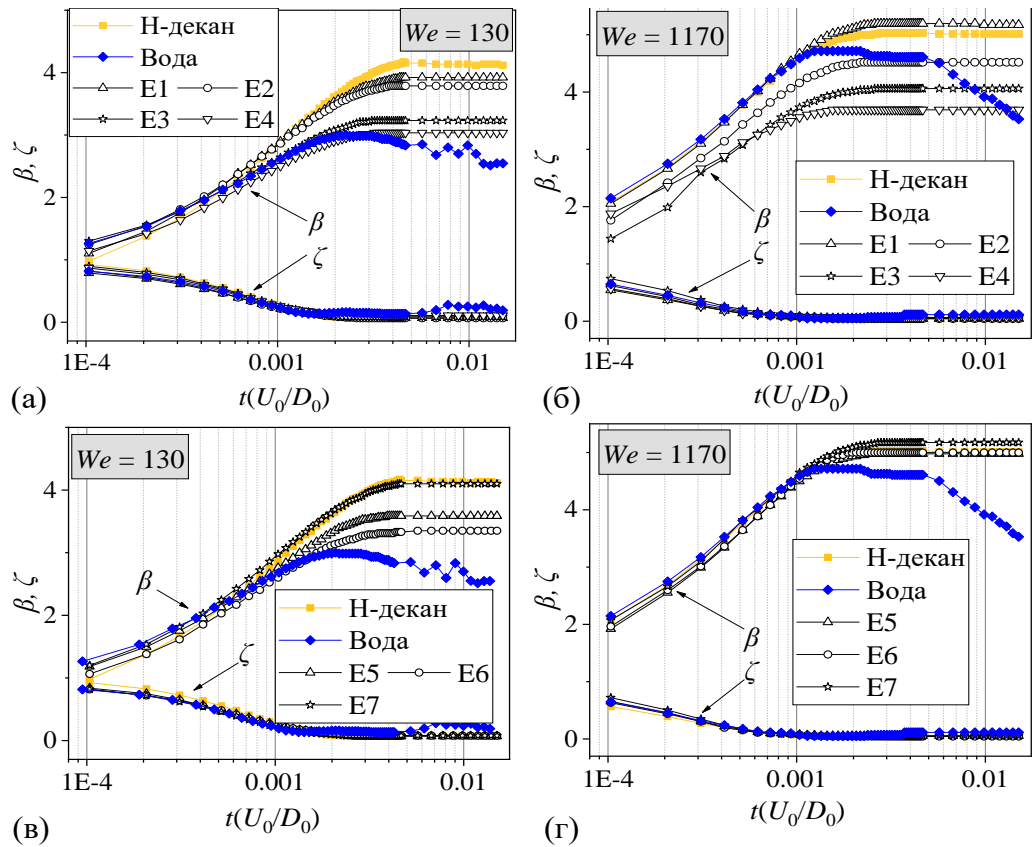 We = 130
Н-декан
Вода
E1 E2
E3 E4
β
ζ
β, ζ
4
2
0
1E-4 0.001 0.01
t(U0/D0)
(а)
We = 1170
Н-декан
Вода
E1 E2
E3 E4
β
ζ
β, ζ
4
2
0
1E-4 0.001 0.01
t(U0/D0)
(б)
We = 130
Н-декан
Вода
E5 E6
E7
β
ζ
β, ζ
4
2
0
1E-4 0.001 0.01
t(U0/D0)
(в)
We = 1170
Н-декан
Вода
E5
E6
E7
β
ζ
β, ζ
4
2
0
1E-4 0.001 0.01
t(U0/D0)
(г)